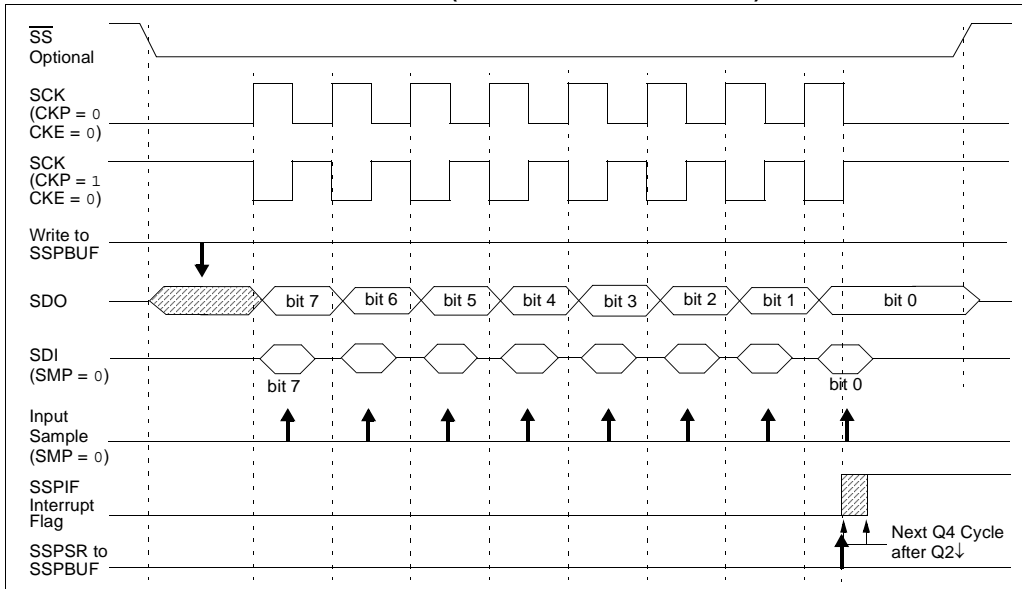 SS
Optional
SCK
(CKP = 0
CKE = 0)
SCK
(CKP = 1
CKE = 0)
Write to
SSPBUF
SDO
bit 7 bit 6 bit 5 bit 4 bit 3 bit 2 bit 1 bit 0
SDI
(SMP = 0)
bit 7 bit 0
Input
Sample
(SMP = 0)
SSPIF
Interrupt
Flag
Next Q4 Cycle
after Q2↓
SSPSR to
SSPBUF